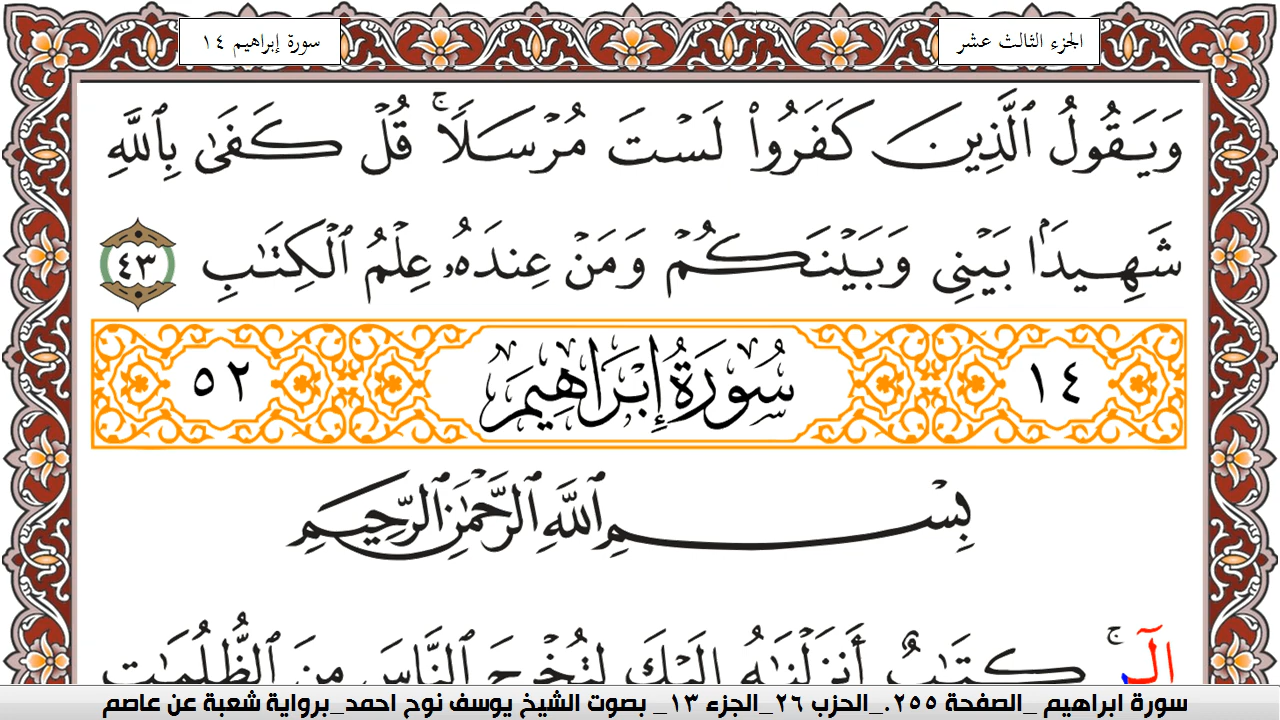 الجزء الثالث عشر
سورة إبراهيم ١٤
وَيَقُولُ ٱلَّذِينَ كَفَرُوا۟ لَسْتَ مُرْسَلًا ۚ قُلْ كَفَىٰ بِٱللَّهِ
شَهِيدًۢا بَيْنِى وَبَيْنَكُمْ وَمَنْ عِندَهُۥ عِلْمُ ٱلْكِتَـٰبِ ٤٣
١٤ سُورَةُ إِبْرَاهِيمَ ٥٢
بِسْمِ ٱللَّهِ ٱلرَّحْمَـٰنِ ٱلرَّحِيمِ
الٓر ۚ كِتَـٰبٌ أَنزَلْنَـٰهُ إِلَيْكَ لِتُخْرِجَ ٱلنَّاسَ مِنَ ٱلظُّلُمَـٰتِ
سورة ابراهيم _الصفحة ٢٥٥._الحزب ٢٦_الجزء ١٣_ بصوت الشيخ يوسف نوح احمد_برواية شعبة عن عاصم